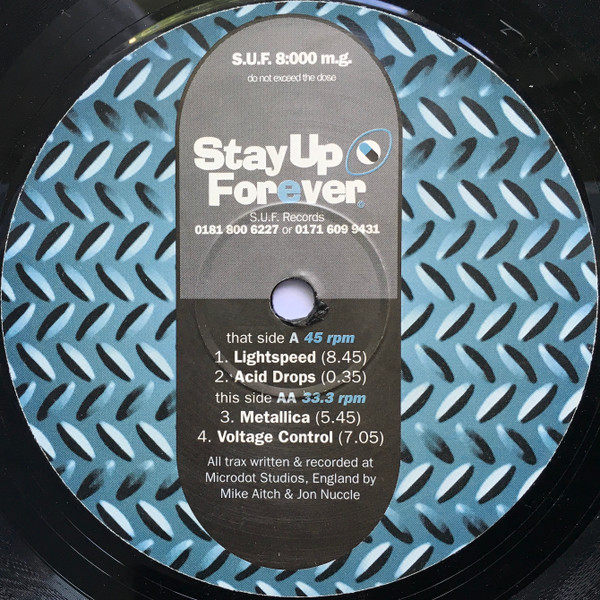 S.U.F. 8:000 m.g.
do not exceed the dose
Stay Up
Forever
S.U.F. Records
0181 800 6227 or 0171 609 9431
that side A 45 rpm
1. Lightspeed (8.45)
2. Acid Drops (0.35)
this side AA 33.3 rpm
3. Metallica (5.45)
4. Voltage Control (7.05)
All trax written & recorded at
Microdot Studios, England by
Mike Aitch & Jon Nuccle